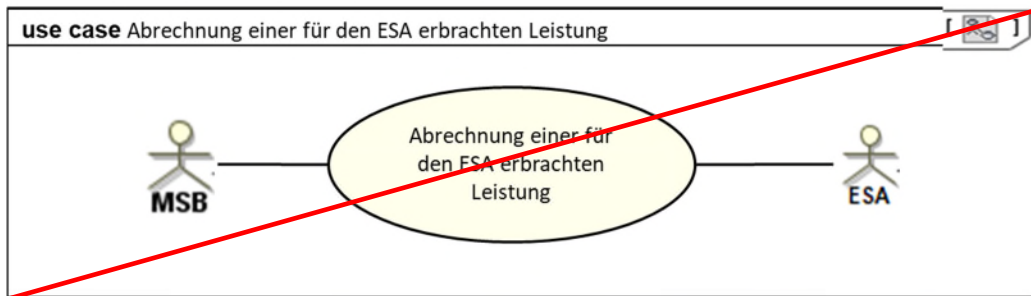 use case Abrechnung einer für den ESA erbrachten Leistung
[ ]
Abrechnung einer für
den ESA erbrachten
Leistung
MSB
ESA